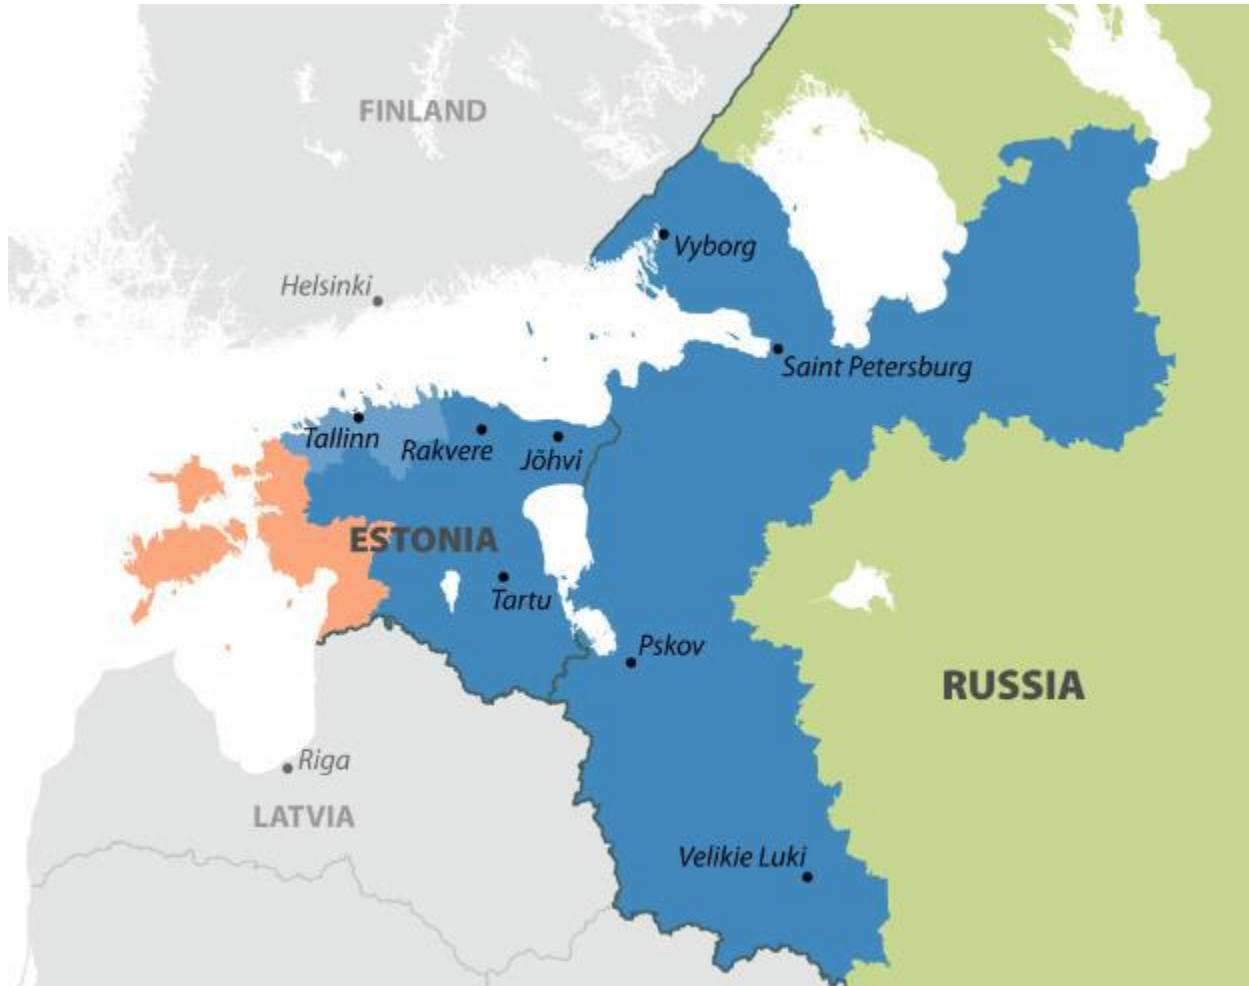 FINLAND
Vyborg
Helsinki
Saint Petersburg
Tallinn
Rakvere
Jõhvi
ESTONIA
Tartu
Pskov
RUSSIA
Riga
LATVIA
Velikie Luki